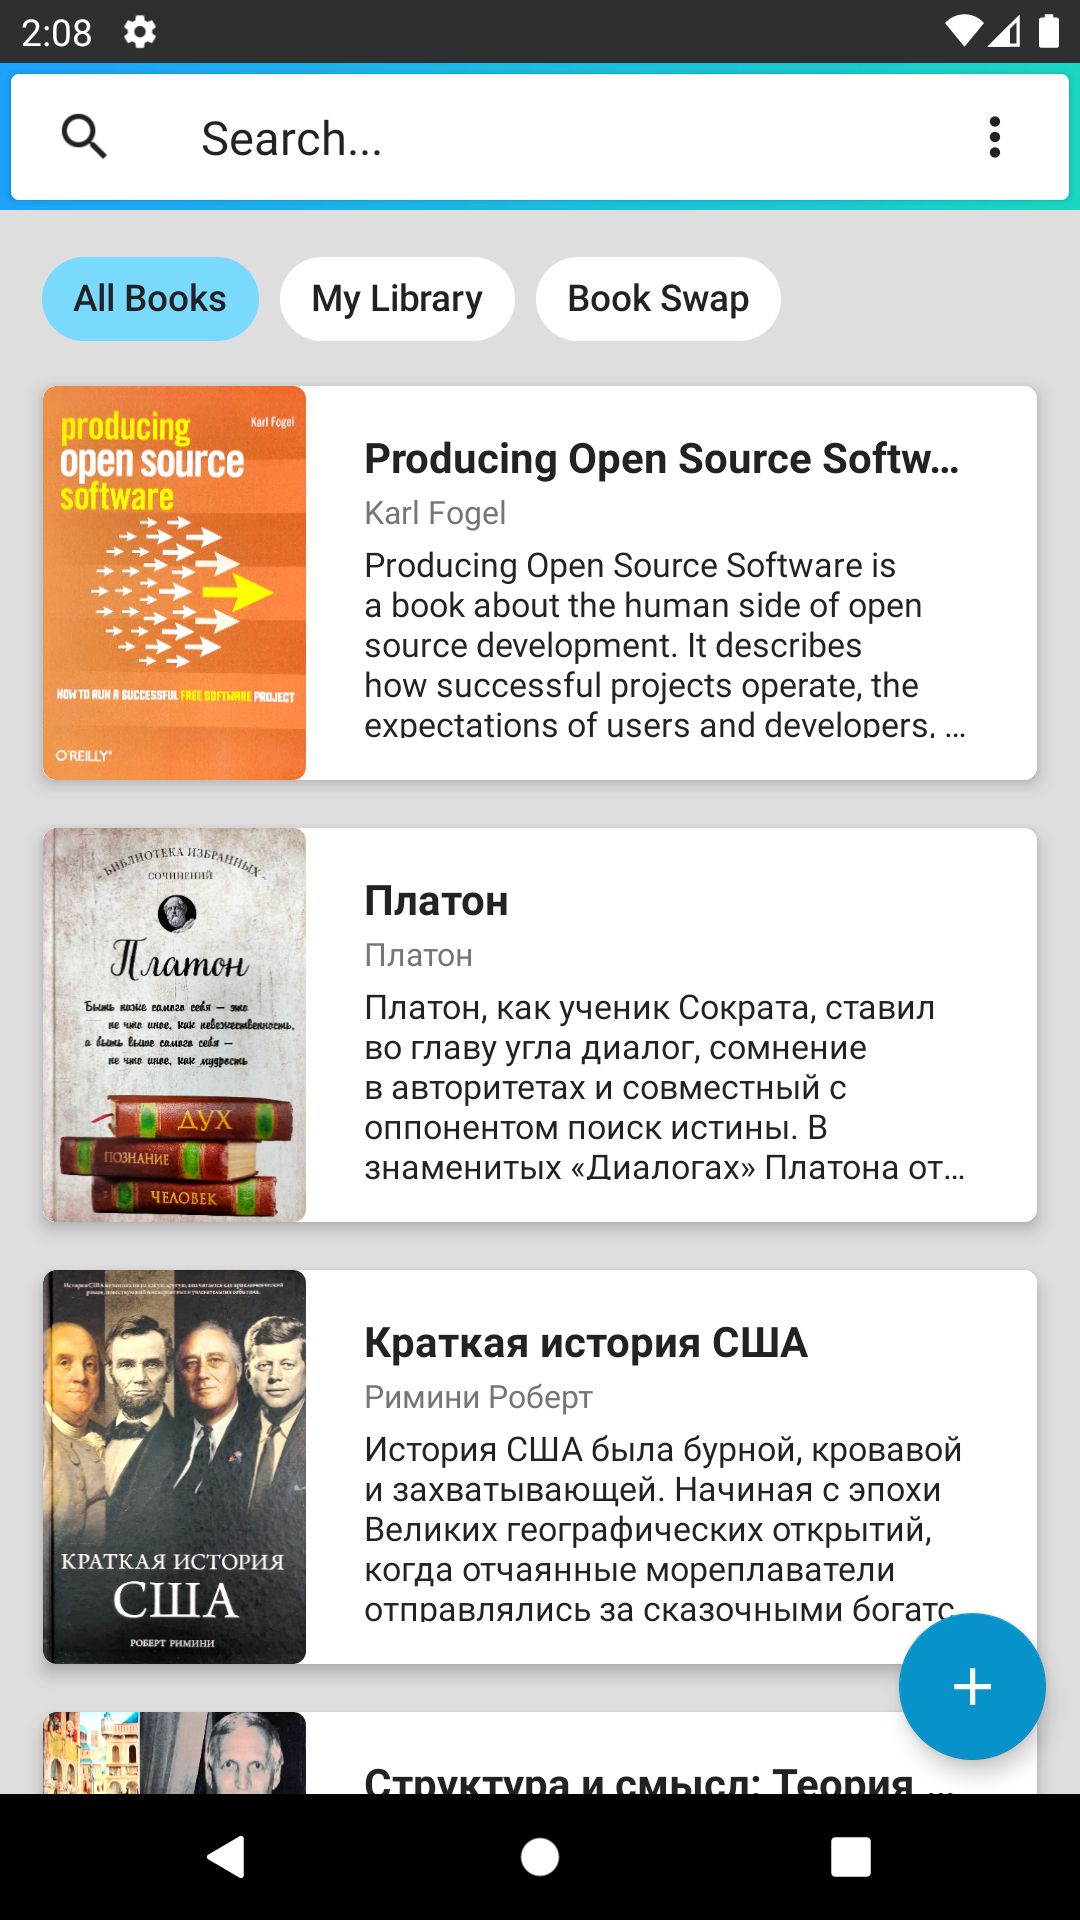 2:08
Search...
All Books
My Library
Book Swap
producing
Karl Fogel
open source
software
HOW TO RUN A SUCCESSFUL FREE SOFTWARE PROJECT
O'REILLY®
Producing Open Source Softw...
Karl Fogel
Producing Open Source Software is
a book about the human side of open
source development. It describes
how successful projects operate, the
expectations of users and developers, ...
- БИБЛИОТЕКА ИЗБРАННЫХ -
СОЧИНЕНИЙ
Платон
Быть ниже самого себя — это
не что иное, как невежественность,
а быть выше самого себя —
не что иное, как мудрость
ДУХ
ПОЗНАНИЕ
ЧЕЛОВЕК
Платон
Платон
Платон, как ученик Сократа, ставил
во главу угла диалог, сомнение
в авторитетах и совместный с
оппонентом поиск истины. В
знаменитых «Диалогах» Платона от...
КРАТКАЯ ИСТОРИЯ
США
РОБЕРТ РИМИНИ
Краткая история США
Римини Роберт
История США была бурной, кровавой
и захватывающей. Начиная с эпохи
Великих географических открытий,
когда отчаянные мореплаватели
отправлялись за сказочными богатс
Структура и смысл: Теория ...